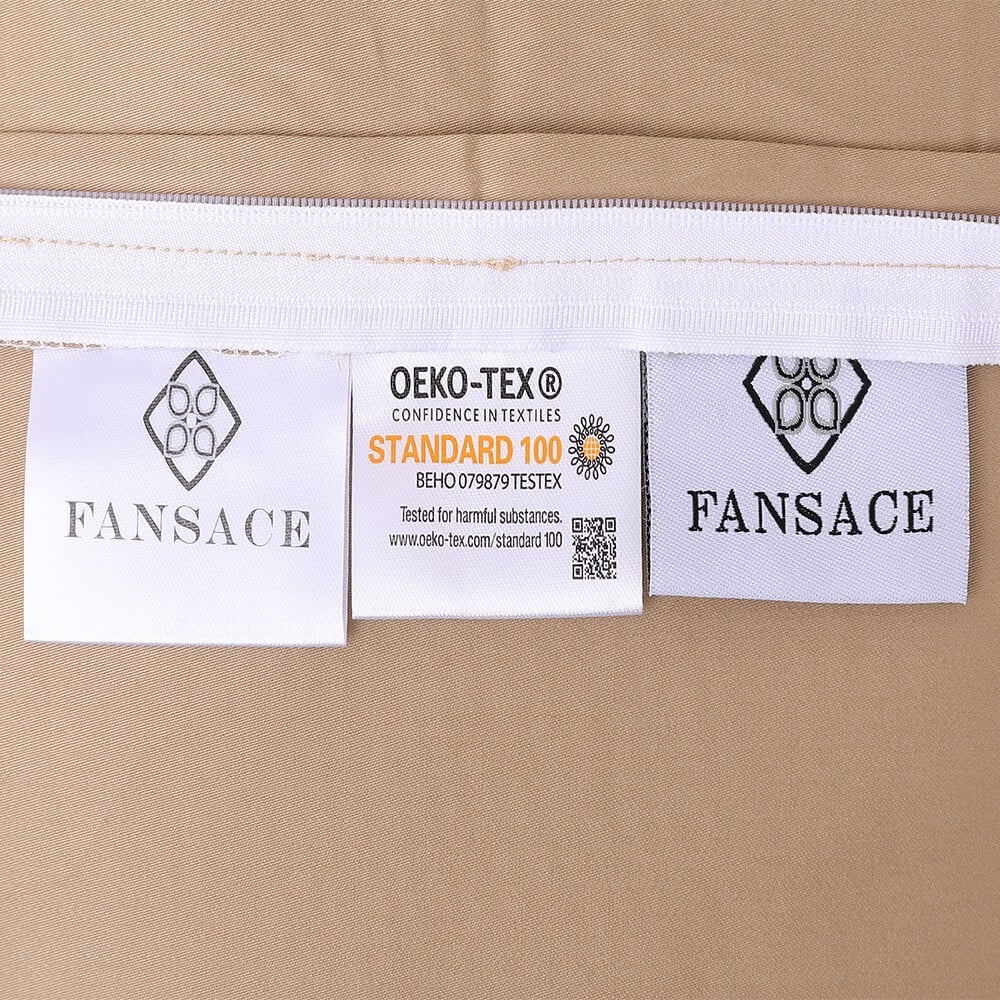 FANSACE
OEKO-TEX®
CONFIDENCE IN TEXTILES
STANDARD 100
BEHO 079879 TESTEX
Tested for harmful substances.
www.oeko-tex.com/standard 100
FANSACE